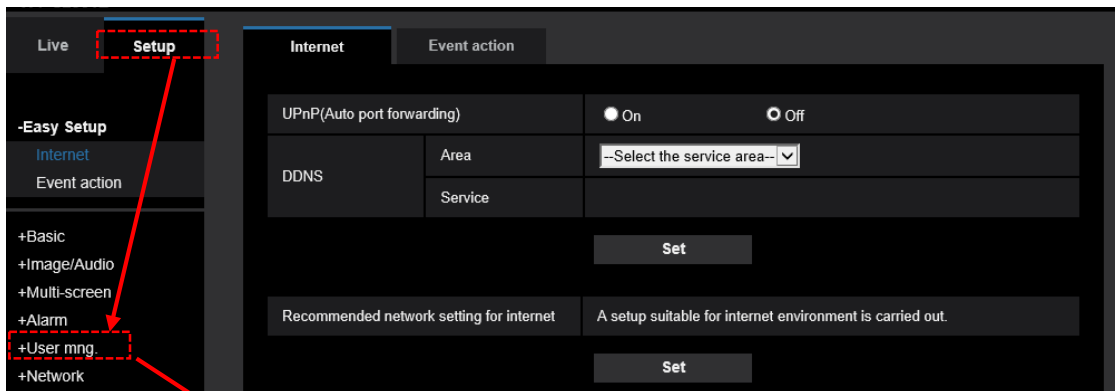 Live Setup
Internet Event action
-Easy Setup
Internet
Event action
+Basic
+Image/Audio
+Multi-screen
+Alarm
+User mng.
+Network
UPnP(Auto port forwarding) On Off
DDNS
Area --Select the service area--
Service
Set
Recommended network setting for internet A setup suitable for internet environment is carried out.
Set